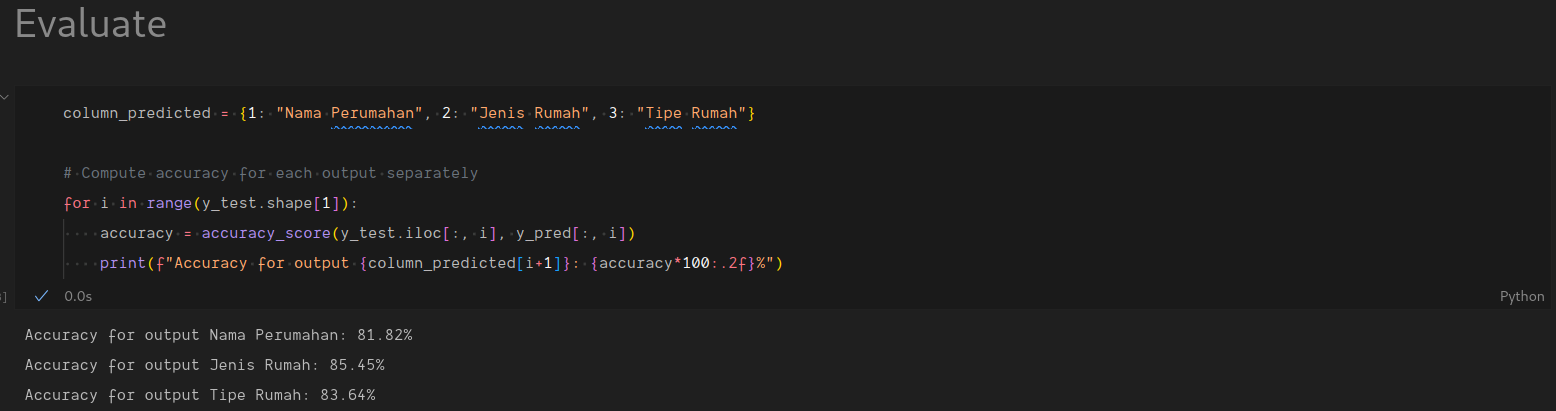 Evaluate
column_predicted = {1: "Nama Perumahan", 2: "Jenis Rumah", 3: "Tipe Rumah"}
# Compute accuracy for each output separately
for i in range(y_test.shape[1]):
    accuracy = accuracy_score(y_test.iloc[:, i], y_pred[:, i])
    print(f"Accuracy for output {column_predicted[i+1]}: {accuracy*100:.2f}%")
0.0s
Python
Accuracy for output Nama Perumahan: 81.82%
Accuracy for output Jenis Rumah: 85.45%
Accuracy for output Tipe Rumah: 83.64%